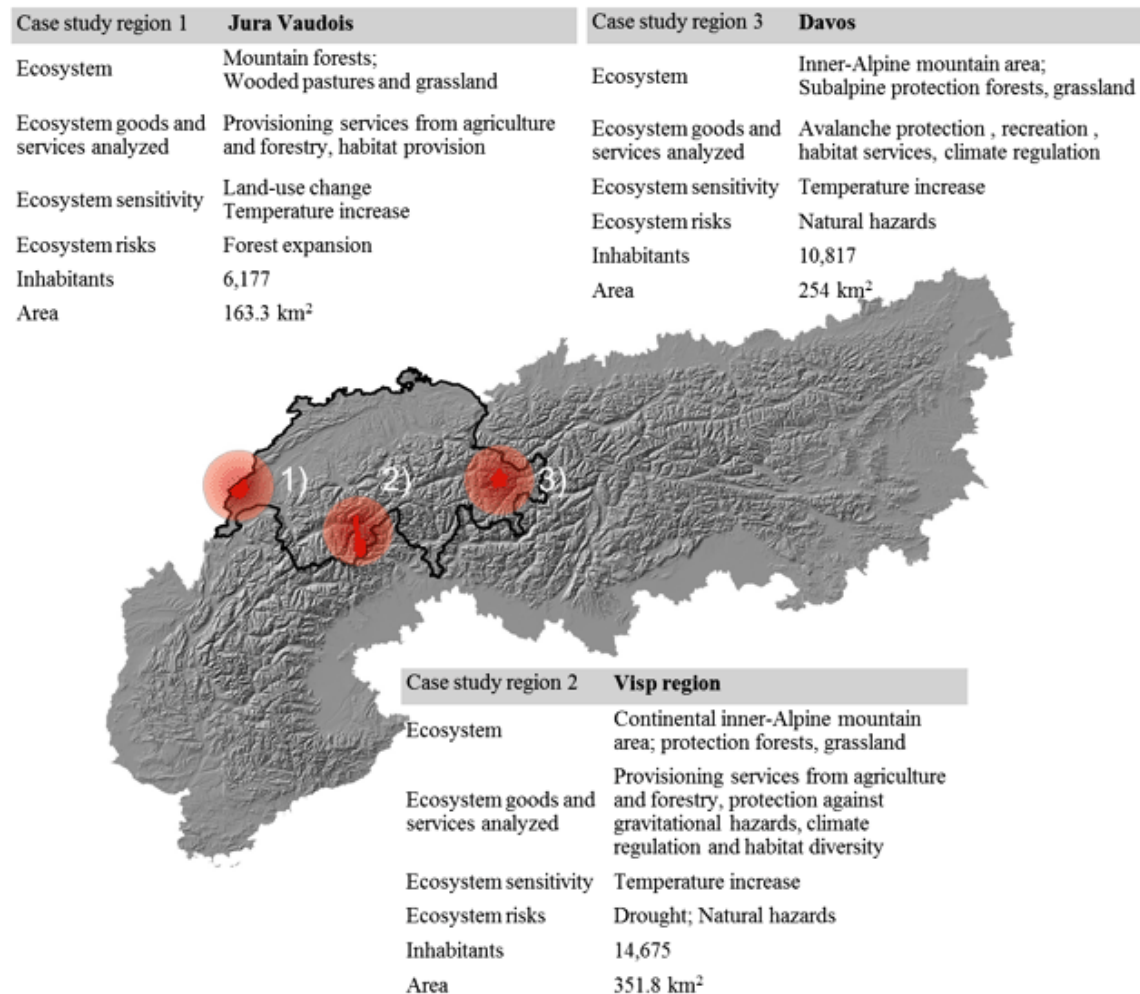 Case study region 1 Jura Vaudois
Ecosystem Mountain forests;
Wooded pastures and grassland
Ecosystem goods and services analyzed Provisioning services from agriculture
and forestry, habitat provision
Ecosystem sensitivity Land-use change
Temperature increase
Ecosystem risks Forest expansion
Inhabitants 6,177
Area 163.3 km²
Case study region 3 Davos
Ecosystem Inner-Alpine mountain area;
Subalpine protection forests, grassland
Ecosystem goods and services analyzed Avalanche protection , recreation ,
habitat services, climate regulation
Ecosystem sensitivity Temperature increase
Ecosystem risks Natural hazards
Inhabitants 10,817
Area 254 km²
1)
2)
3)
Case study region 2 Visp region
Ecosystem Continental inner-Alpine mountain
area; protection forests, grassland
Ecosystem goods and services analyzed Provisioning services from agriculture
and forestry, protection against
gravitational hazards, climate
regulation and habitat diversity
Ecosystem sensitivity Temperature increase
Ecosystem risks Drought; Natural hazards
Inhabitants 14,675
Area 351.8 km²